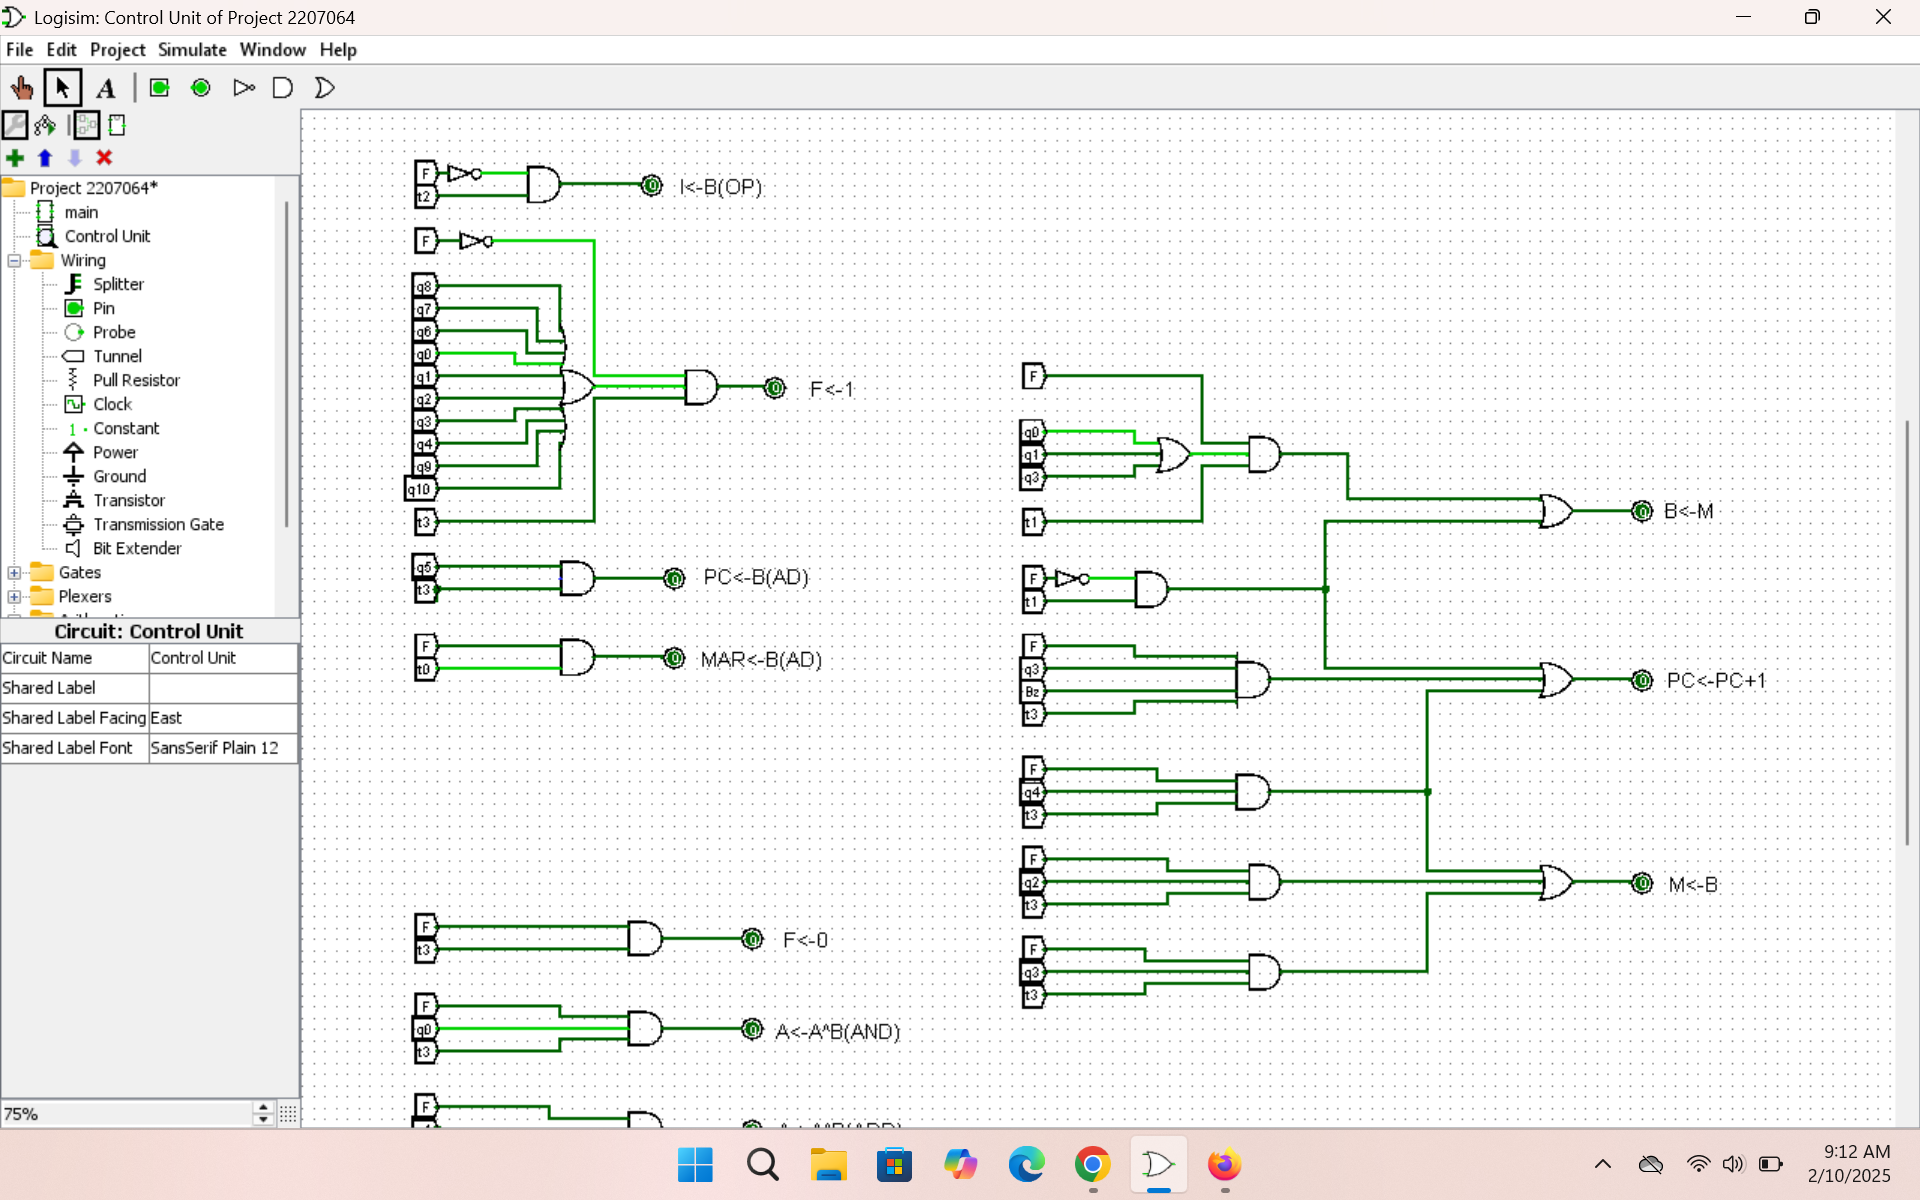 Logisim: Control Unit of Project 2207064
File Edit Project Simulate Window Help
A
Project 2207064*
main
Control Unit
Wiring
Splitter
Pin
Probe
Tunnel
Pull Resistor
Clock
1 Constant
Power
Ground
Transistor
Transmission Gate
Bit Extender
Gates
Plexers
Circuit: Control Unit
Circuit Name Control Unit
Shared Label
Shared Label Facing East
Shared Label Font SansSerif Plain 12
75%
F
t2
I<-B(OP)
F
q8
q7
q6
q0
q1
q2
q3
q4
q9
q10
t3
F<-1
q5
t3
PC<-B(AD)
F
t0
MAR<-B(AD)
F
t3
F<-0
F
q0
t3
A<-A^B(AND)
F
F
q0
q1
q3
t1
B<-M
F
t1
F
q3
Bz
t3
PC<-PC+1
F
q4
t3
F
q2
t3
M<-B
F
q3
t3
9:12 AM
2/10/2025